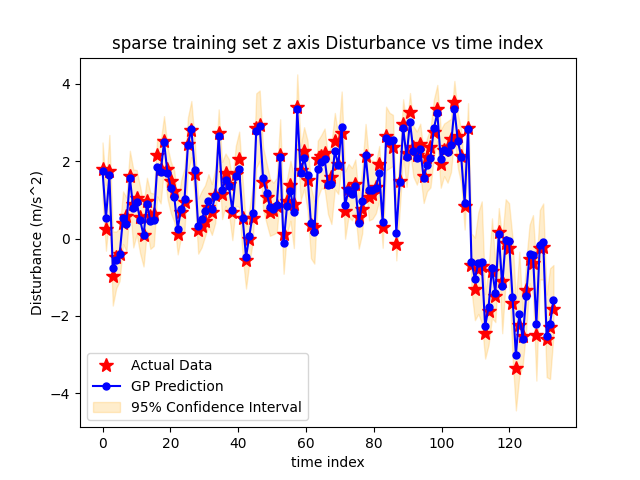 sparse training set z axis Disturbance vs time index
Disturbance (m/s^2)
4
2
0
−2
−4
Actual Data
GP Prediction
95% Confidence Interval
0 20 40 60 80 100 120
time index